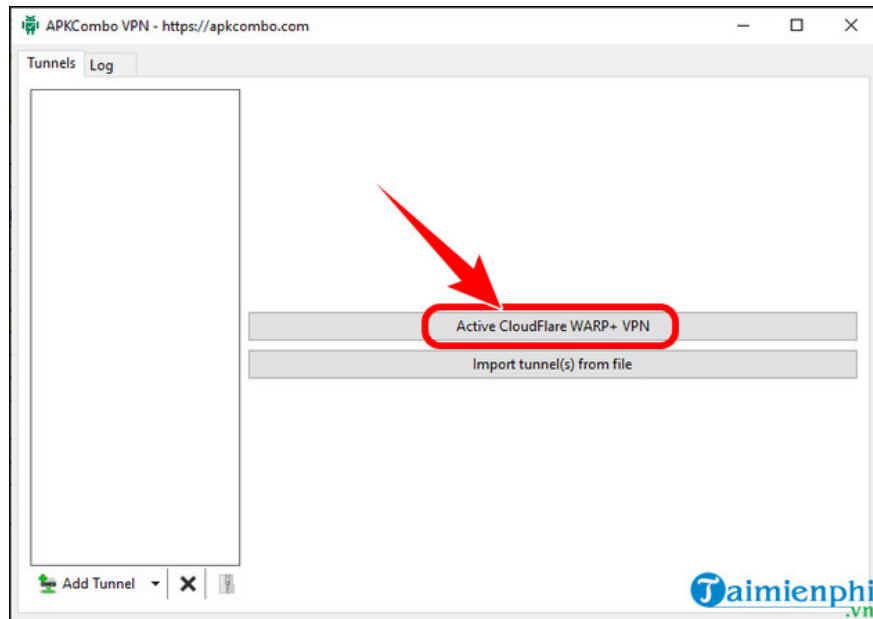 APKCombo VPN - https://apkcombo.com
Tunnels
Log
Active CloudFlare WARP+ VPN
Import tunnel(s) from file
Add Tunnel
Taimienphi
.vn